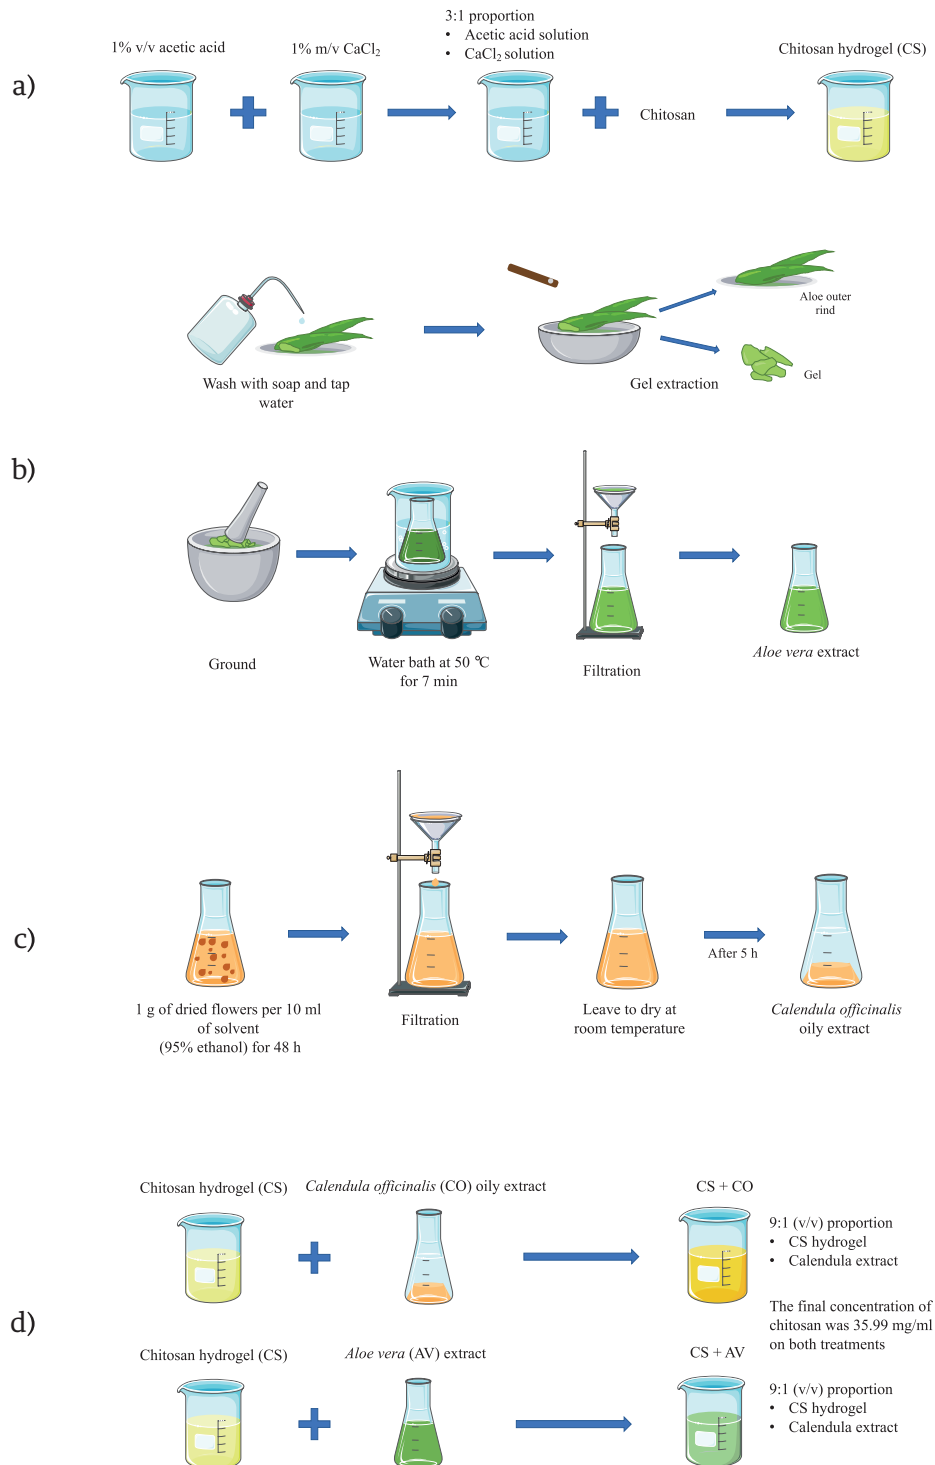 a)
1% v/v acetic acid
1% m/v CaCl₂
3:1 proportion
• Acetic acid solution
• CaCl₂ solution
Chitosan
Chitosan hydrogel (CS)
b)
Wash with soap and tap
water
Gel extraction
Aloe outer
rind
Gel
Ground
Water bath at 50 °C
for 7 min
Filtration
Aloe vera extract
c)
1 g of dried flowers per 10 ml
of solvent
(95% ethanol) for 48 h
Filtration
Leave to dry at
room temperature
After 5 h
Calendula officinalis
oily extract
d)
Chitosan hydrogel (CS)
Calendula officinalis (CO) oily extract
CS + CO
9:1 (v/v) proportion
• CS hydrogel
• Calendula extract
The final concentration of
chitosan was 35.99 mg/ml
on both treatments
Chitosan hydrogel (CS)
Aloe vera (AV) extract
CS + AV
9:1 (v/v) proportion
• CS hydrogel
• Calendula extract